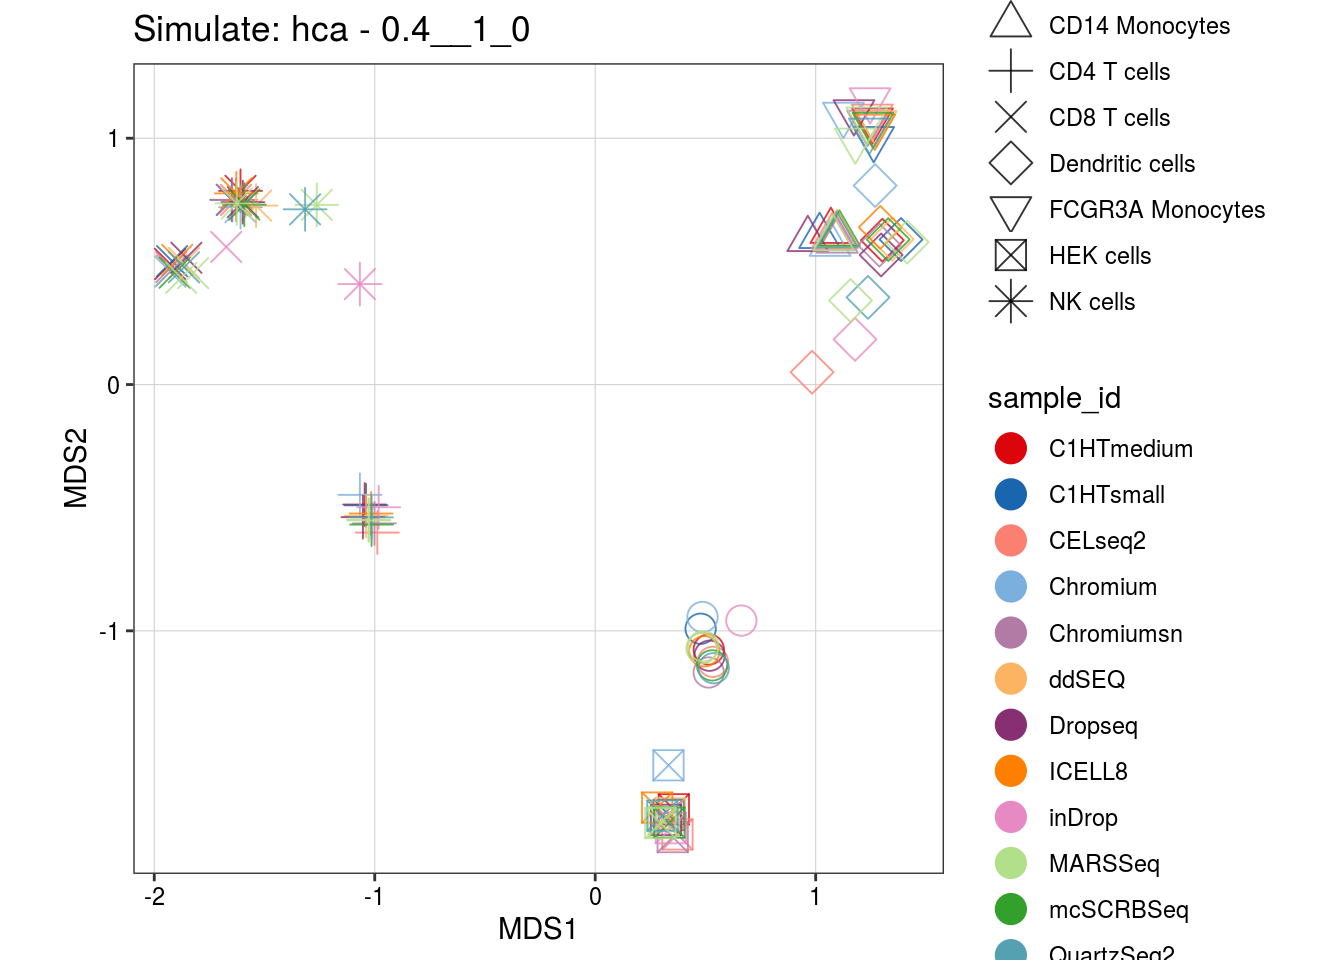 Simulate: hca - 0.4__1_0
1
0
-1
-2
-1
0
1
MDS1
MDS2
CD14 Monocytes
CD4 T cells
CD8 T cells
Dendritic cells
FCGR3A Monocytes
HEK cells
NK cells
sample_id
C1HTmedium
C1HTsmall
CELseq2
Chromium
Chromiumsn
ddSEQ
Dropseq
ICELL8
inDrop
MARSSeq
mcSCRBSeq
QuartzSeq2